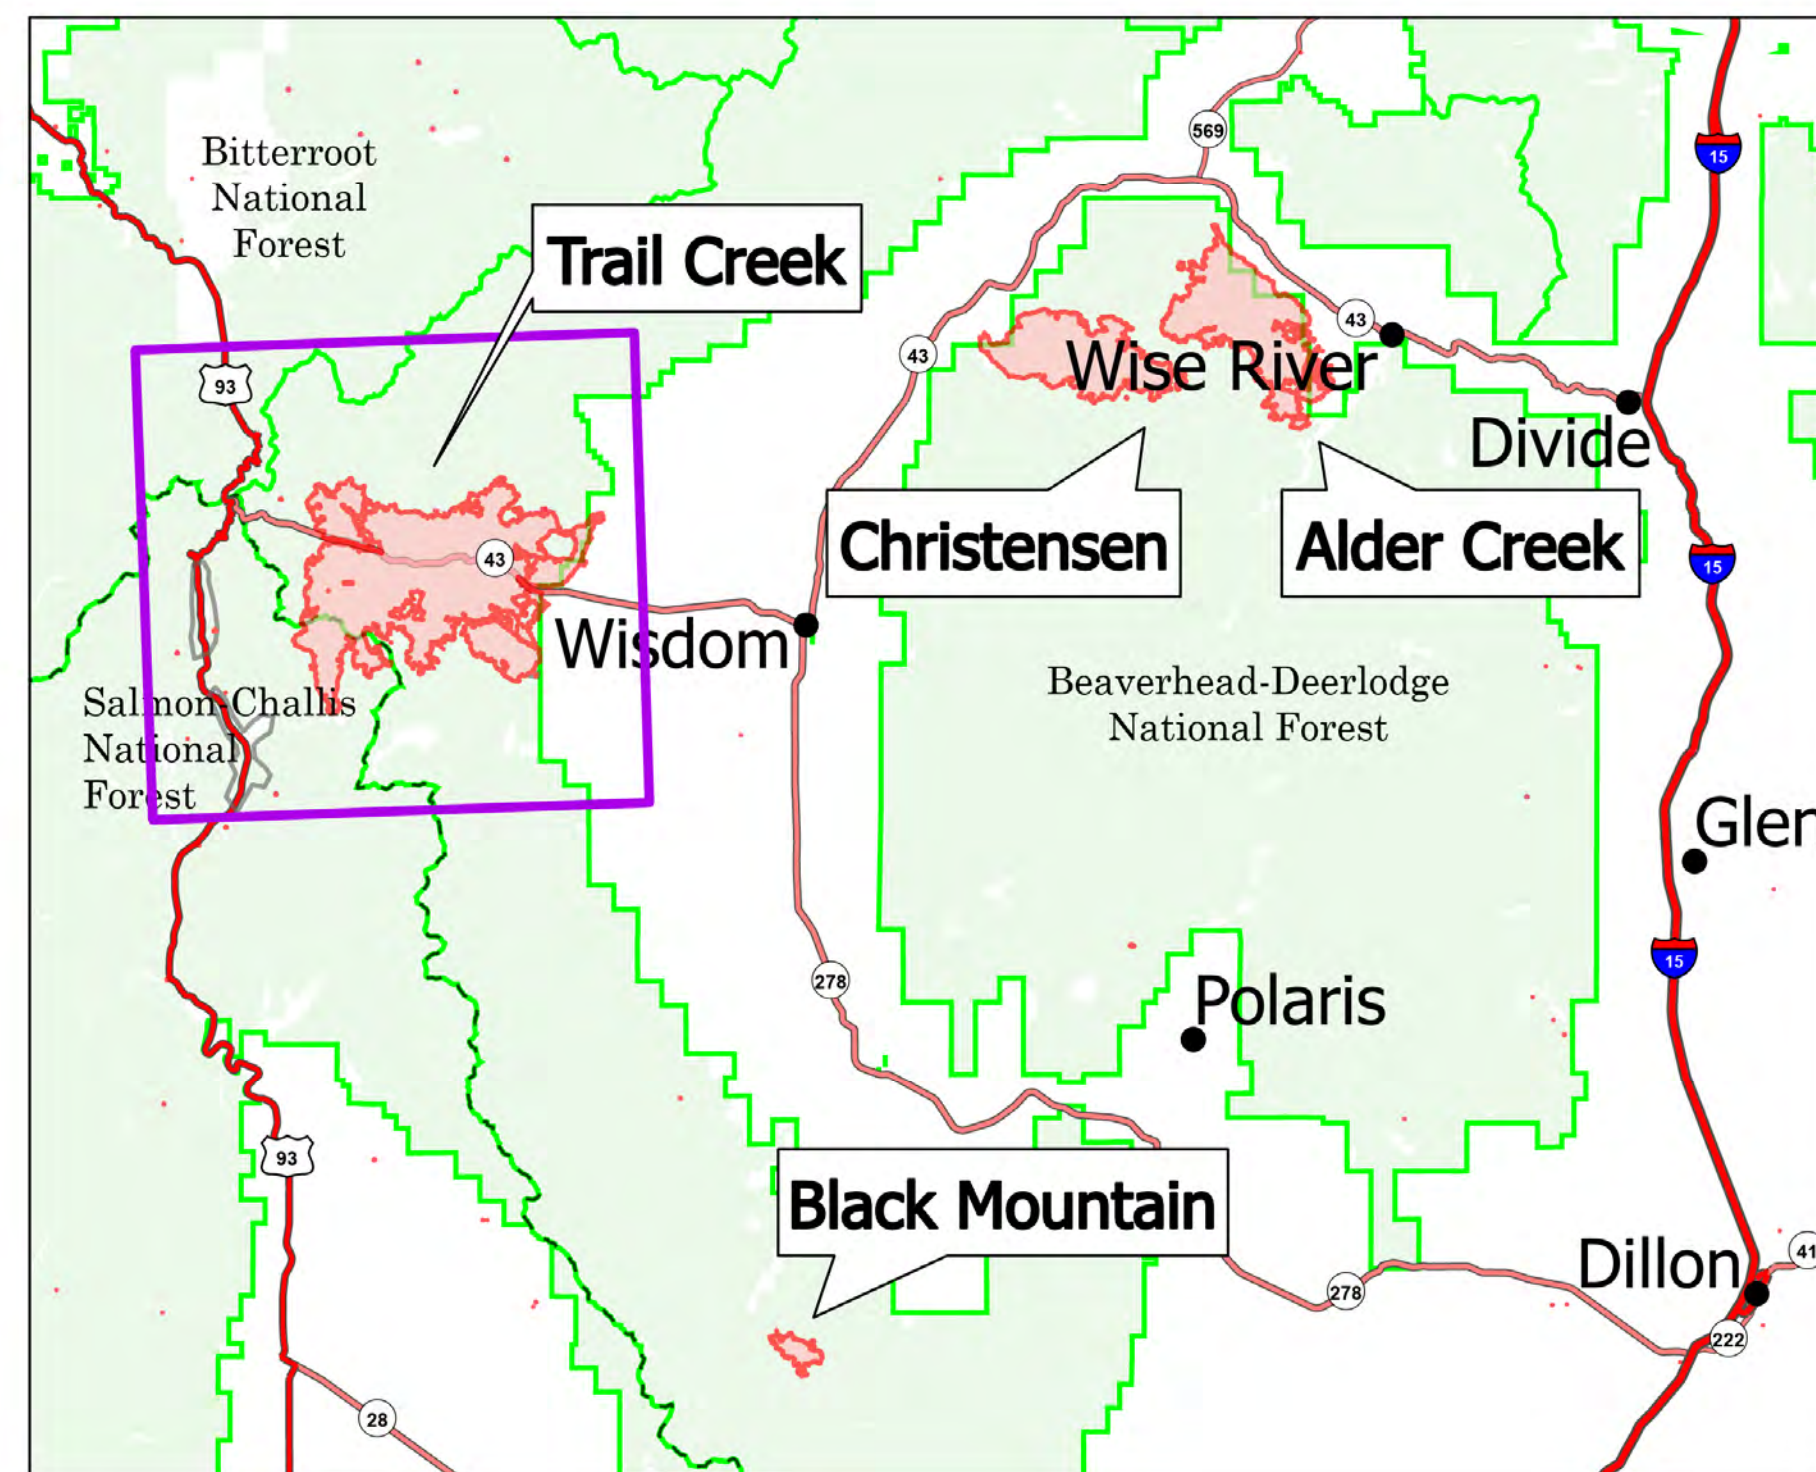 569
15
Bitterroot
National
Forest
Trail Creek
43
43
Wise River
93
Divide
Christensen
Alder Creek
43
15
Wisdom
Beaverhead-Deerlodge
National Forest
Salmon-Challis
National
Forest
Glen
15
278
Polaris
93
Black Mountain
Dillon
41
278
222
28